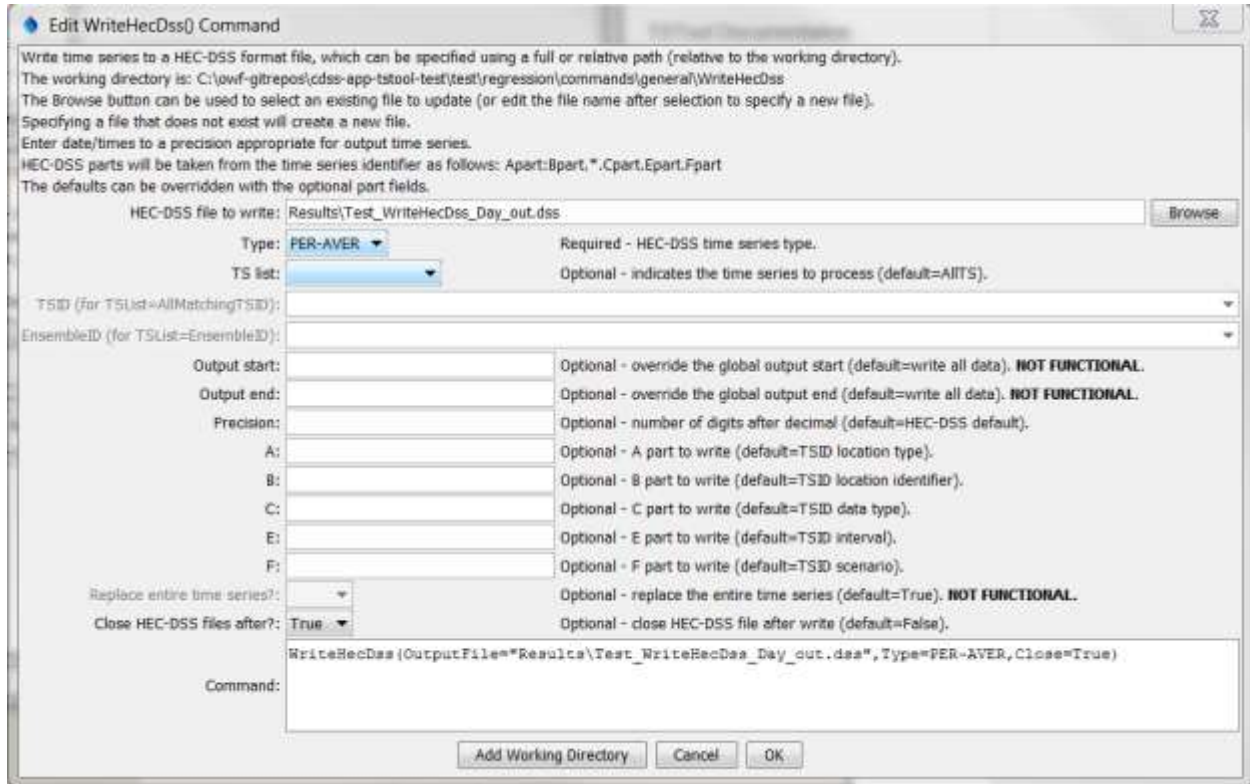 Edit WriteHecDss() Command
Write time series to a HEC-DSS format file, which can be specified using a full or relative path (relative to the working directory).
The working directory is: C:\owf-gitrepos\cdss-app-tstool-test\test\regression\commands\general\WriteHecDss
The Browse button can be used to select an existing file to update (or edit the file name after selection to specify a new file).
Specifying a file that does not exist will create a new file.
Enter date/times to a precision appropriate for output time series.
HEC-DSS parts will be taken from the time series identifier as follows: Apart:Bpart.*.Cpart.Epart.Fpart
The defaults can be overridden with the optional part fields.
HEC-DSS file to write: Results\Test_WriteHecDss_Day_out.dss Browse
Type: PER-AVER Required - HEC-DSS time series type.
TS list: Optional - indicates the time series to process (default=AllTS).
TSID (for TSList=AllMatchingTSID):
EnsembleID (for TSList=EnsembleID):
Output start: Optional - override the global output start (default=write all data). NOT FUNCTIONAL.
Output end: Optional - override the global output end (default=write all data). NOT FUNCTIONAL.
Precision: Optional - number of digits after decimal (default=HEC-DSS default).
A: Optional - A part to write (default=TSID location type).
B: Optional - B part to write (default=TSID location identifier).
C: Optional - C part to write (default=TSID data type).
E: Optional - E part to write (default=TSID interval).
F: Optional - F part to write (default=TSID scenario).
Replace entire time series?: Optional - replace the entire time series (default=True). NOT FUNCTIONAL.
Close HEC-DSS files after?: True Optional - close HEC-DSS file after write (default=False).
WriteHecDss(OutputFile="Results\Test_WriteHecDss_Day_out.dss",Type=PER-AVER,Close=True)
Command:
Add Working Directory Cancel OK